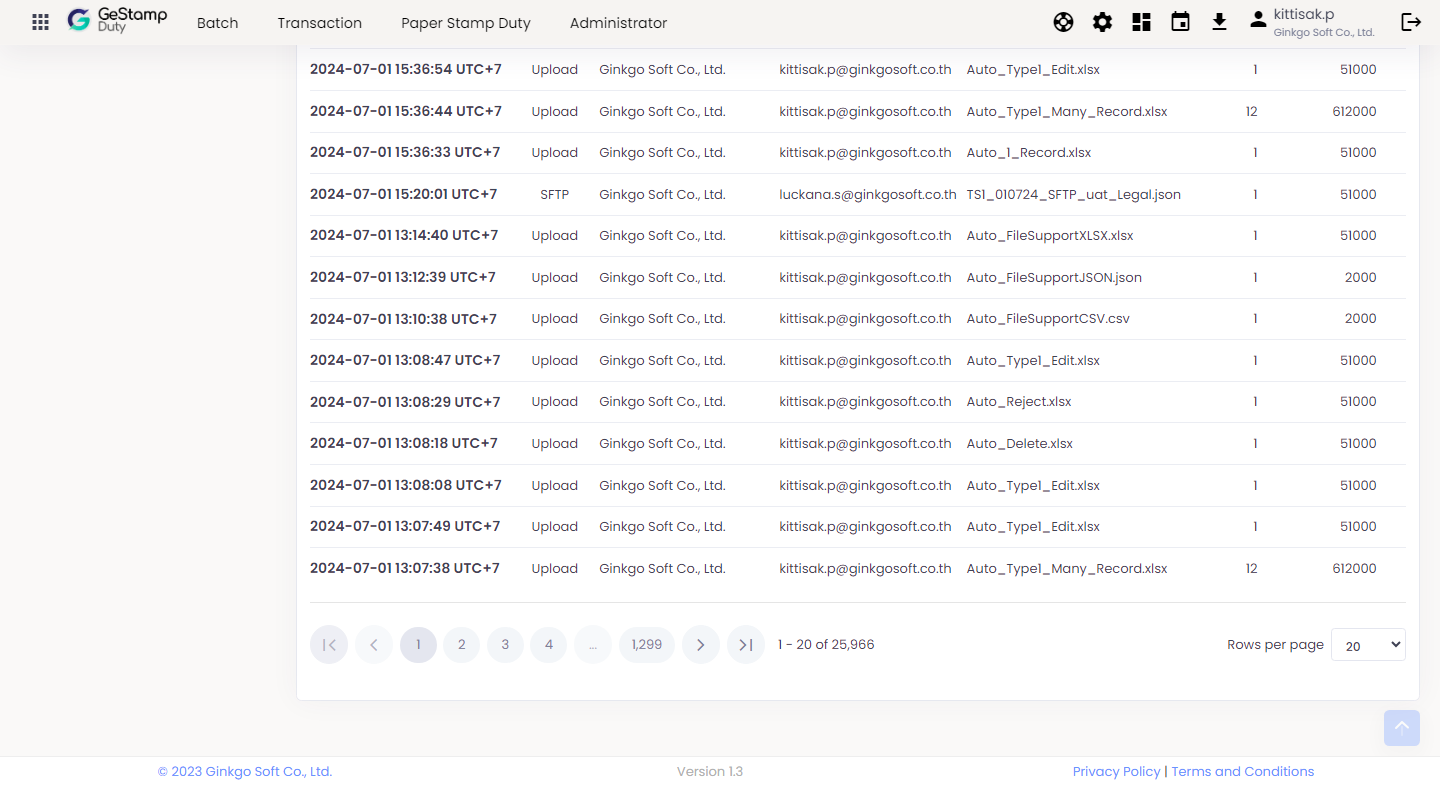 GeStamp
Duty
Batch Transaction Paper Stamp Duty Administrator
kittisak.p
Ginkgo Soft Co., Ltd.
2024-07-01 15:36:54 UTC+7 Upload Ginkgo Soft Co., Ltd. kittisak.p@ginkgosoft.co.th Auto_Type1_Edit.xlsx 1 51000
2024-07-01 15:36:44 UTC+7 Upload Ginkgo Soft Co., Ltd. kittisak.p@ginkgosoft.co.th Auto_Type1_Many_Record.xlsx 12 612000
2024-07-01 15:36:33 UTC+7 Upload Ginkgo Soft Co., Ltd. kittisak.p@ginkgosoft.co.th Auto_1_Record.xlsx 1 51000
2024-07-01 15:20:01 UTC+7 SFTP Ginkgo Soft Co., Ltd. luckana.s@ginkgosoft.co.th TS1_010724_SFTP_uat_Legal.json 1 51000
2024-07-01 13:14:40 UTC+7 Upload Ginkgo Soft Co., Ltd. kittisak.p@ginkgosoft.co.th Auto_FileSupportXLSX.xlsx 1 51000
2024-07-01 13:12:39 UTC+7 Upload Ginkgo Soft Co., Ltd. kittisak.p@ginkgosoft.co.th Auto_FileSupportJSON.json 1 2000
2024-07-01 13:10:38 UTC+7 Upload Ginkgo Soft Co., Ltd. kittisak.p@ginkgosoft.co.th Auto_FileSupportCSV.csv 1 2000
2024-07-01 13:08:47 UTC+7 Upload Ginkgo Soft Co., Ltd. kittisak.p@ginkgosoft.co.th Auto_Type1_Edit.xlsx 1 51000
2024-07-01 13:08:29 UTC+7 Upload Ginkgo Soft Co., Ltd. kittisak.p@ginkgosoft.co.th Auto_Reject.xlsx 1 51000
2024-07-01 13:08:18 UTC+7 Upload Ginkgo Soft Co., Ltd. kittisak.p@ginkgosoft.co.th Auto_Delete.xlsx 1 51000
2024-07-01 13:08:08 UTC+7 Upload Ginkgo Soft Co., Ltd. kittisak.p@ginkgosoft.co.th Auto_Type1_Edit.xlsx 1 51000
2024-07-01 13:07:49 UTC+7 Upload Ginkgo Soft Co., Ltd. kittisak.p@ginkgosoft.co.th Auto_Type1_Edit.xlsx 1 51000
2024-07-01 13:07:38 UTC+7 Upload Ginkgo Soft Co., Ltd. kittisak.p@ginkgosoft.co.th Auto_Type1_Many_Record.xlsx 12 612000
1 2 3 4 ... 1,299 1 - 20 of 25,966 Rows per page 20
© 2023 Ginkgo Soft Co., Ltd. Version 1.3 Privacy Policy | Terms and Conditions